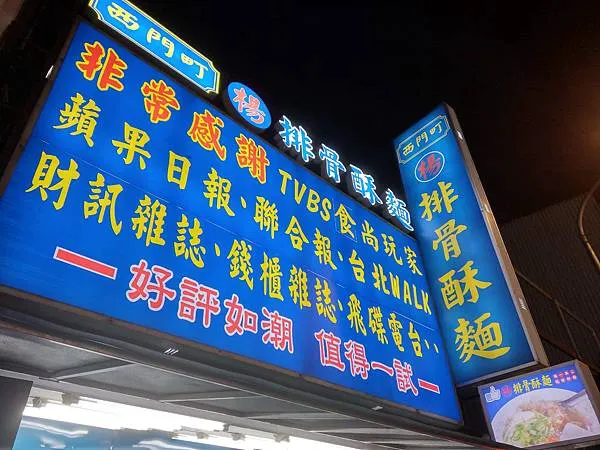 西門町
楊 排骨酥麵
非常感謝TVBS食尚玩家
蘋果日報、聯合報、台北WALK
財訊雜誌、錢櫃雜誌、飛碟電台‥
一好評如潮 值得一試一
西門町
楊
排骨酥麵
排骨酥麵